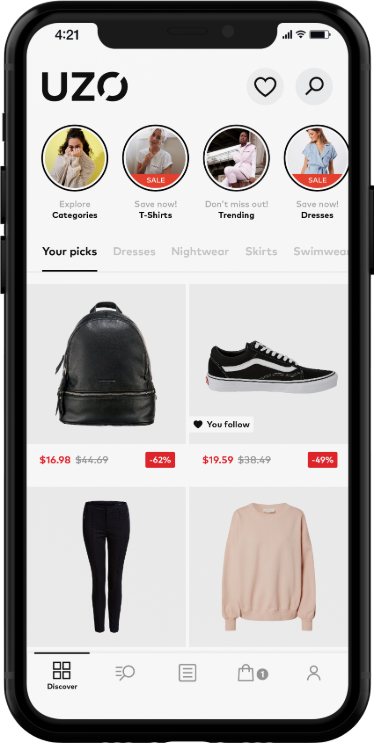 4:21
UZO
SALE
SALE
Explore
Categories
Save now!
T-Shirts
Don't miss out!
Trending
Save now!
Dresses
Your picks Dresses Nightwear Skirts Swimwear
You follow
$16.98 $44.69 -62%
$19.59 $38.49 -49%
1
Discover